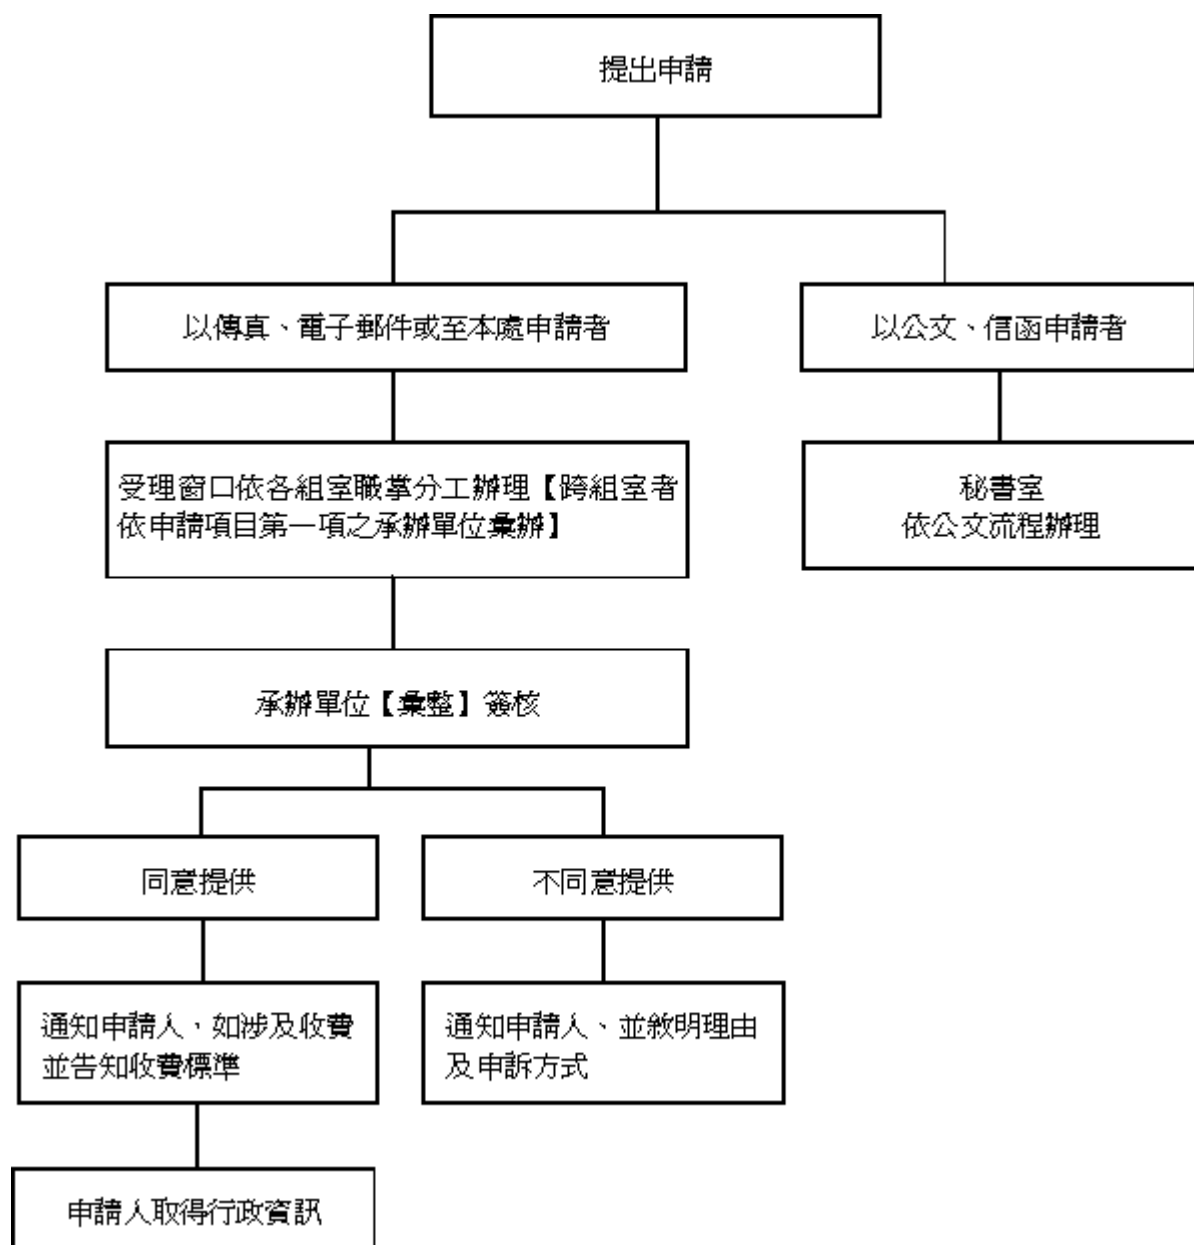 提出申請
以傳真、電子郵件或至本處申請者
以公文、信函申請者
受理窗口依各組室職掌分工辦理【跨組室者
依申請項目第一項之承辦單位彙辦】
秘書室
依公文流程辦理
承辦單位【彙整】簽核
同意提供
不同意提供
通知申請人，如涉及收費
並告知收費標準
通知申請人、並敘明理由
及申訴方式
申請人取得行政資訊